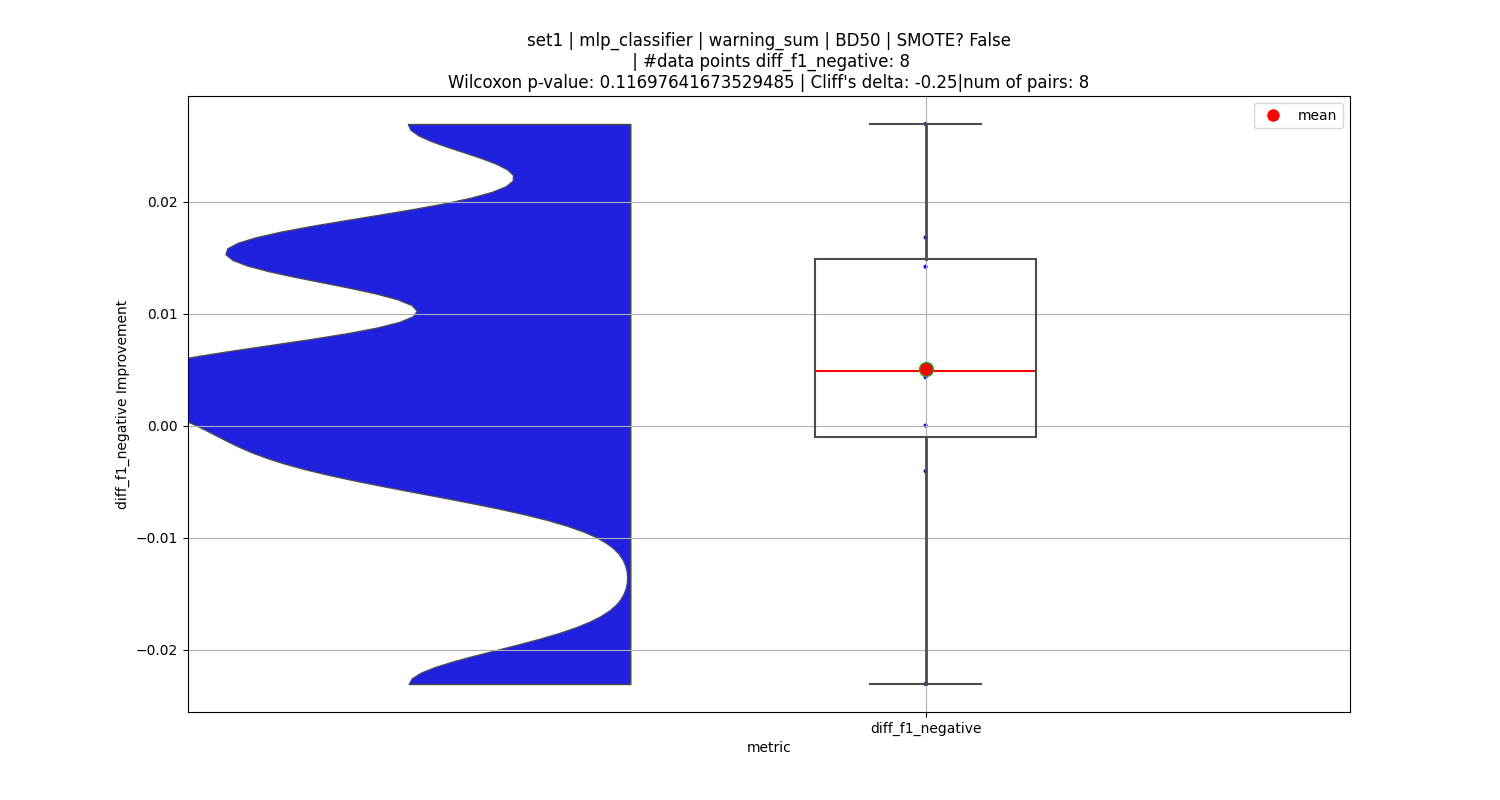 set1 | mlp_classifier | warning_sum | BD50 | SMOTE? False
| #data points diff_f1_negative: 8
Wilcoxon p-value: 0.11697641673529485 | Cliff's delta: -0.25|num of pairs: 8
mean
0.02
0.01
0.00
−0.01
−0.02
diff_f1_negative Improvement
diff_f1_negative
metric